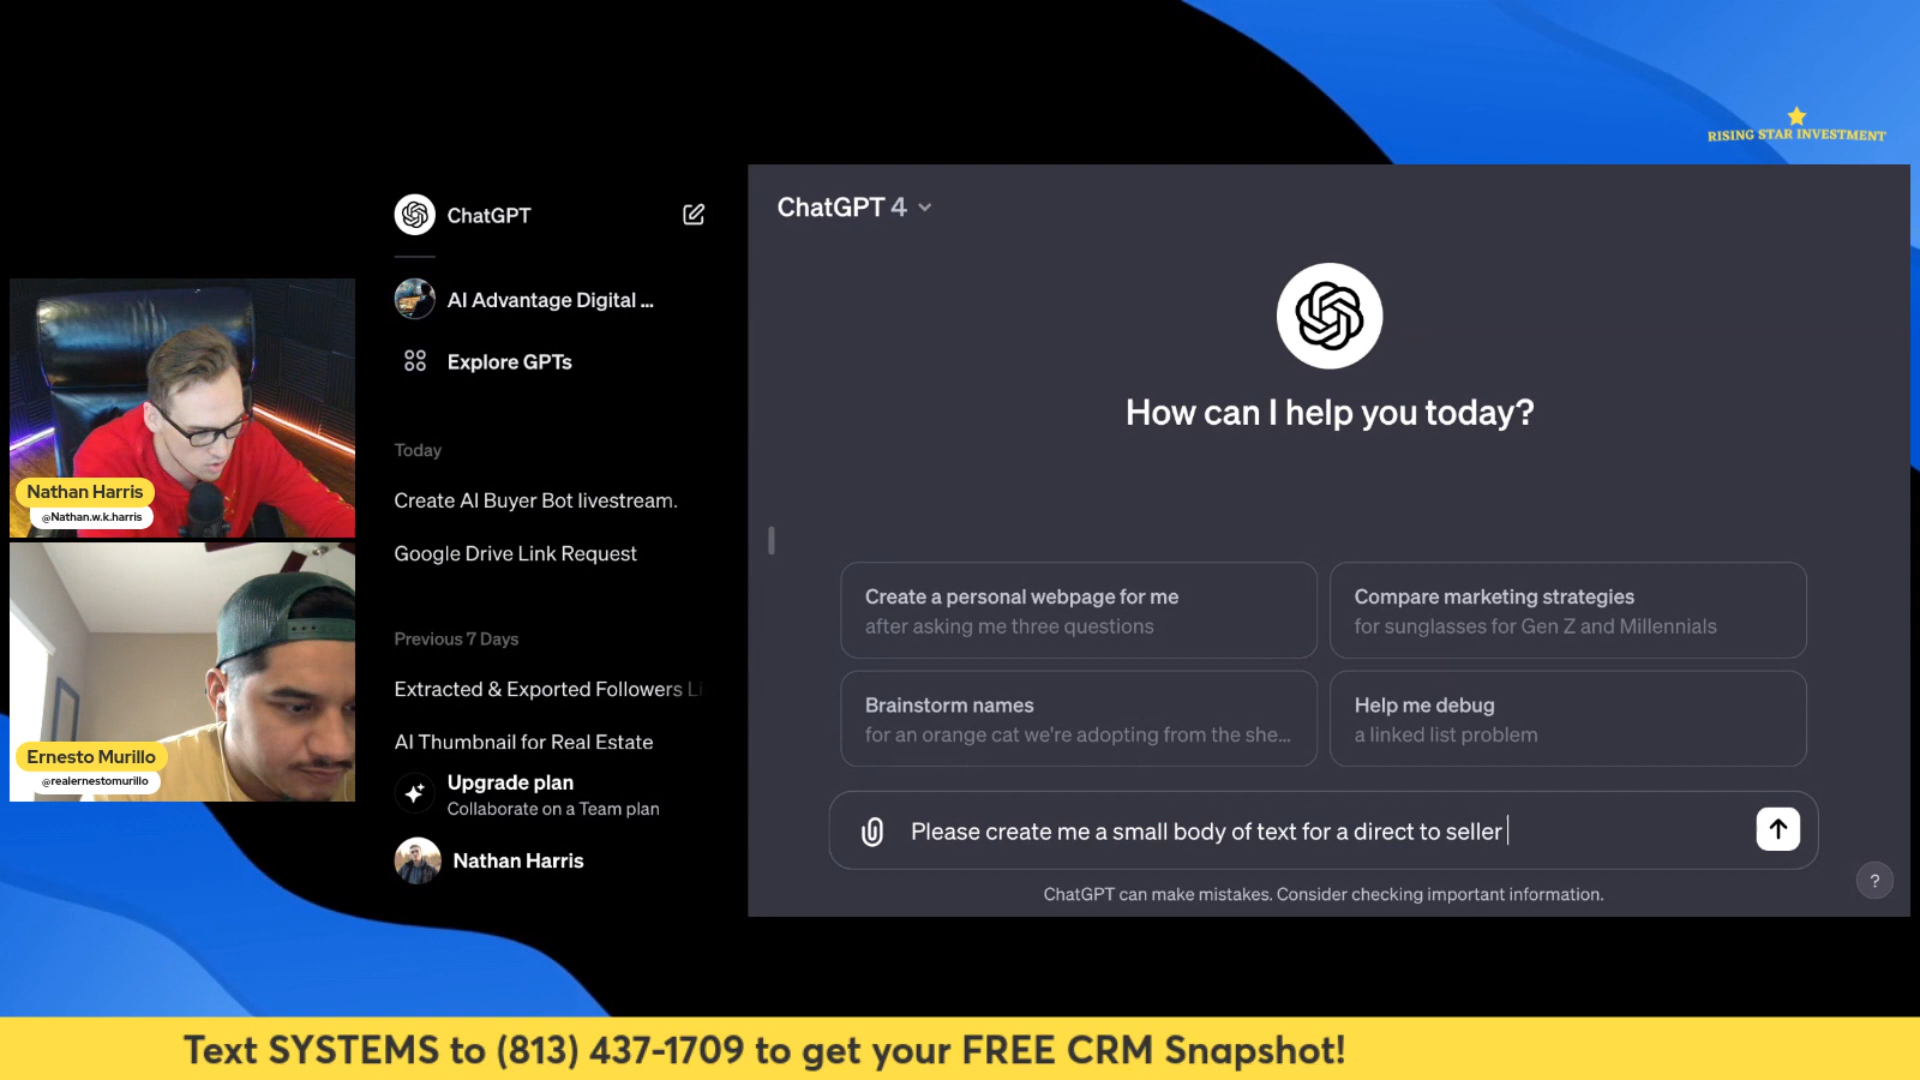 RISING STAR INVESTMENT
ChatGPT
AI Advantage Digital ...
Explore GPTs
Today
Create AI Buyer Bot livestream.
Google Drive Link Request
Previous 7 Days
Extracted & Exported Followers Li
AI Thumbnail for Real Estate
Upgrade plan
Collaborate on a Team plan
Nathan Harris
Nathan Harris
@Nathan.w.k.harris
Ernesto Murillo
@realernestomurillo
ChatGPT 4
How can I help you today?
Create a personal webpage for me
after asking me three questions
Compare marketing strategies
for sunglasses for Gen Z and Millennials
Brainstorm names
for an orange cat we're adopting from the she...
Help me debug
a linked list problem
Please create me a small body of text for a direct to seller
ChatGPT can make mistakes. Consider checking important information.
?
Text SYSTEMS to (813) 437-1709 to get your FREE CRM Snapshot!